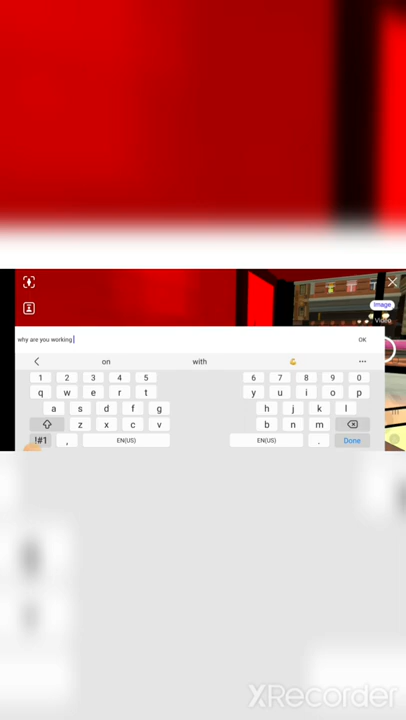 Image
Video
why are you working
OK
on with 💪
1 2 3 4 5 6 7 8 9 0
q w e r t y u i o p
a s d f g h j k l
z x c v b n m
!#1 , EN(US) EN(US) . Done
XRecorder